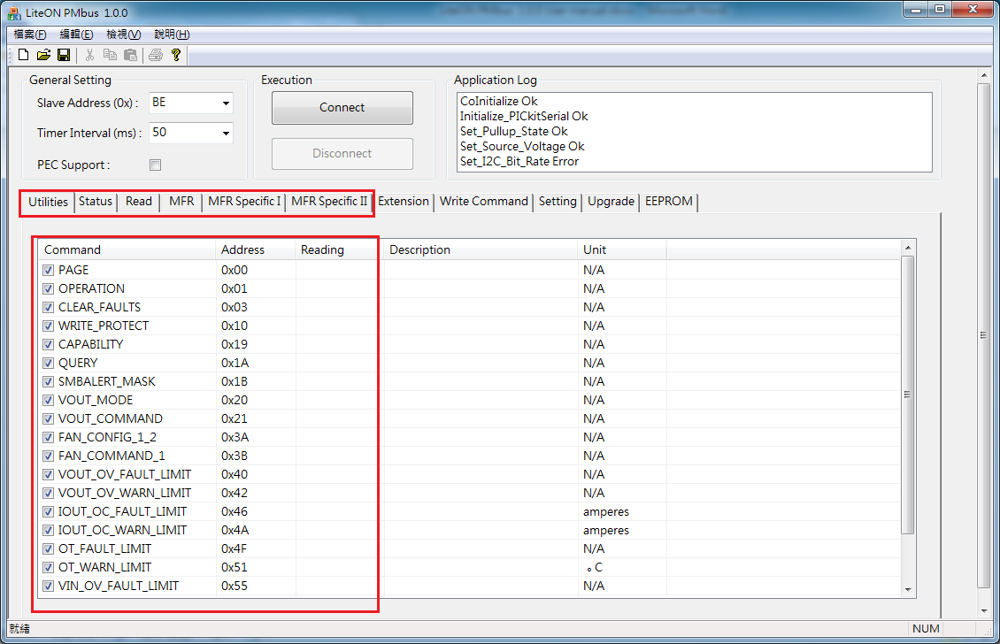 LiteON PMbus 1.0.0
檔案(F) 編輯(E) 檢視(V) 說明(H)
General Setting
Slave Address (0x) : BE
Timer Interval (ms) : 50
PEC Support :
Execution
Connect
Disconnect
Application Log
CoInitialize Ok
Initialize_PICkitSerial Ok
Set_Pullup_State Ok
Set_Source_Voltage Ok
Set_I2C_Bit_Rate Error
Utilities Status Read MFR MFR Specific I MFR Specific II Extension Write Command Setting Upgrade EEPROM
Command Address Reading Description Unit
PAGE 0x00 N/A
OPERATION 0x01 N/A
CLEAR_FAULTS 0x03 N/A
WRITE_PROTECT 0x10 N/A
CAPABILITY 0x19 N/A
QUERY 0x1A N/A
SMBALERT_MASK 0x1B N/A
VOUT_MODE 0x20 N/A
VOUT_COMMAND 0x21 N/A
FAN_CONFIG_1_2 0x3A N/A
FAN_COMMAND_1 0x3B N/A
VOUT_OV_FAULT_LIMIT 0x40 N/A
VOUT_OV_WARN_LIMIT 0x42 N/A
IOUT_OC_FAULT_LIMIT 0x46 amperes
IOUT_OC_WARN_LIMIT 0x4A amperes
OT_FAULT_LIMIT 0x4F N/A
OT_WARN_LIMIT 0x51 。C
VIN_OV_FAULT_LIMIT 0x55 N/A
就緒 NUM